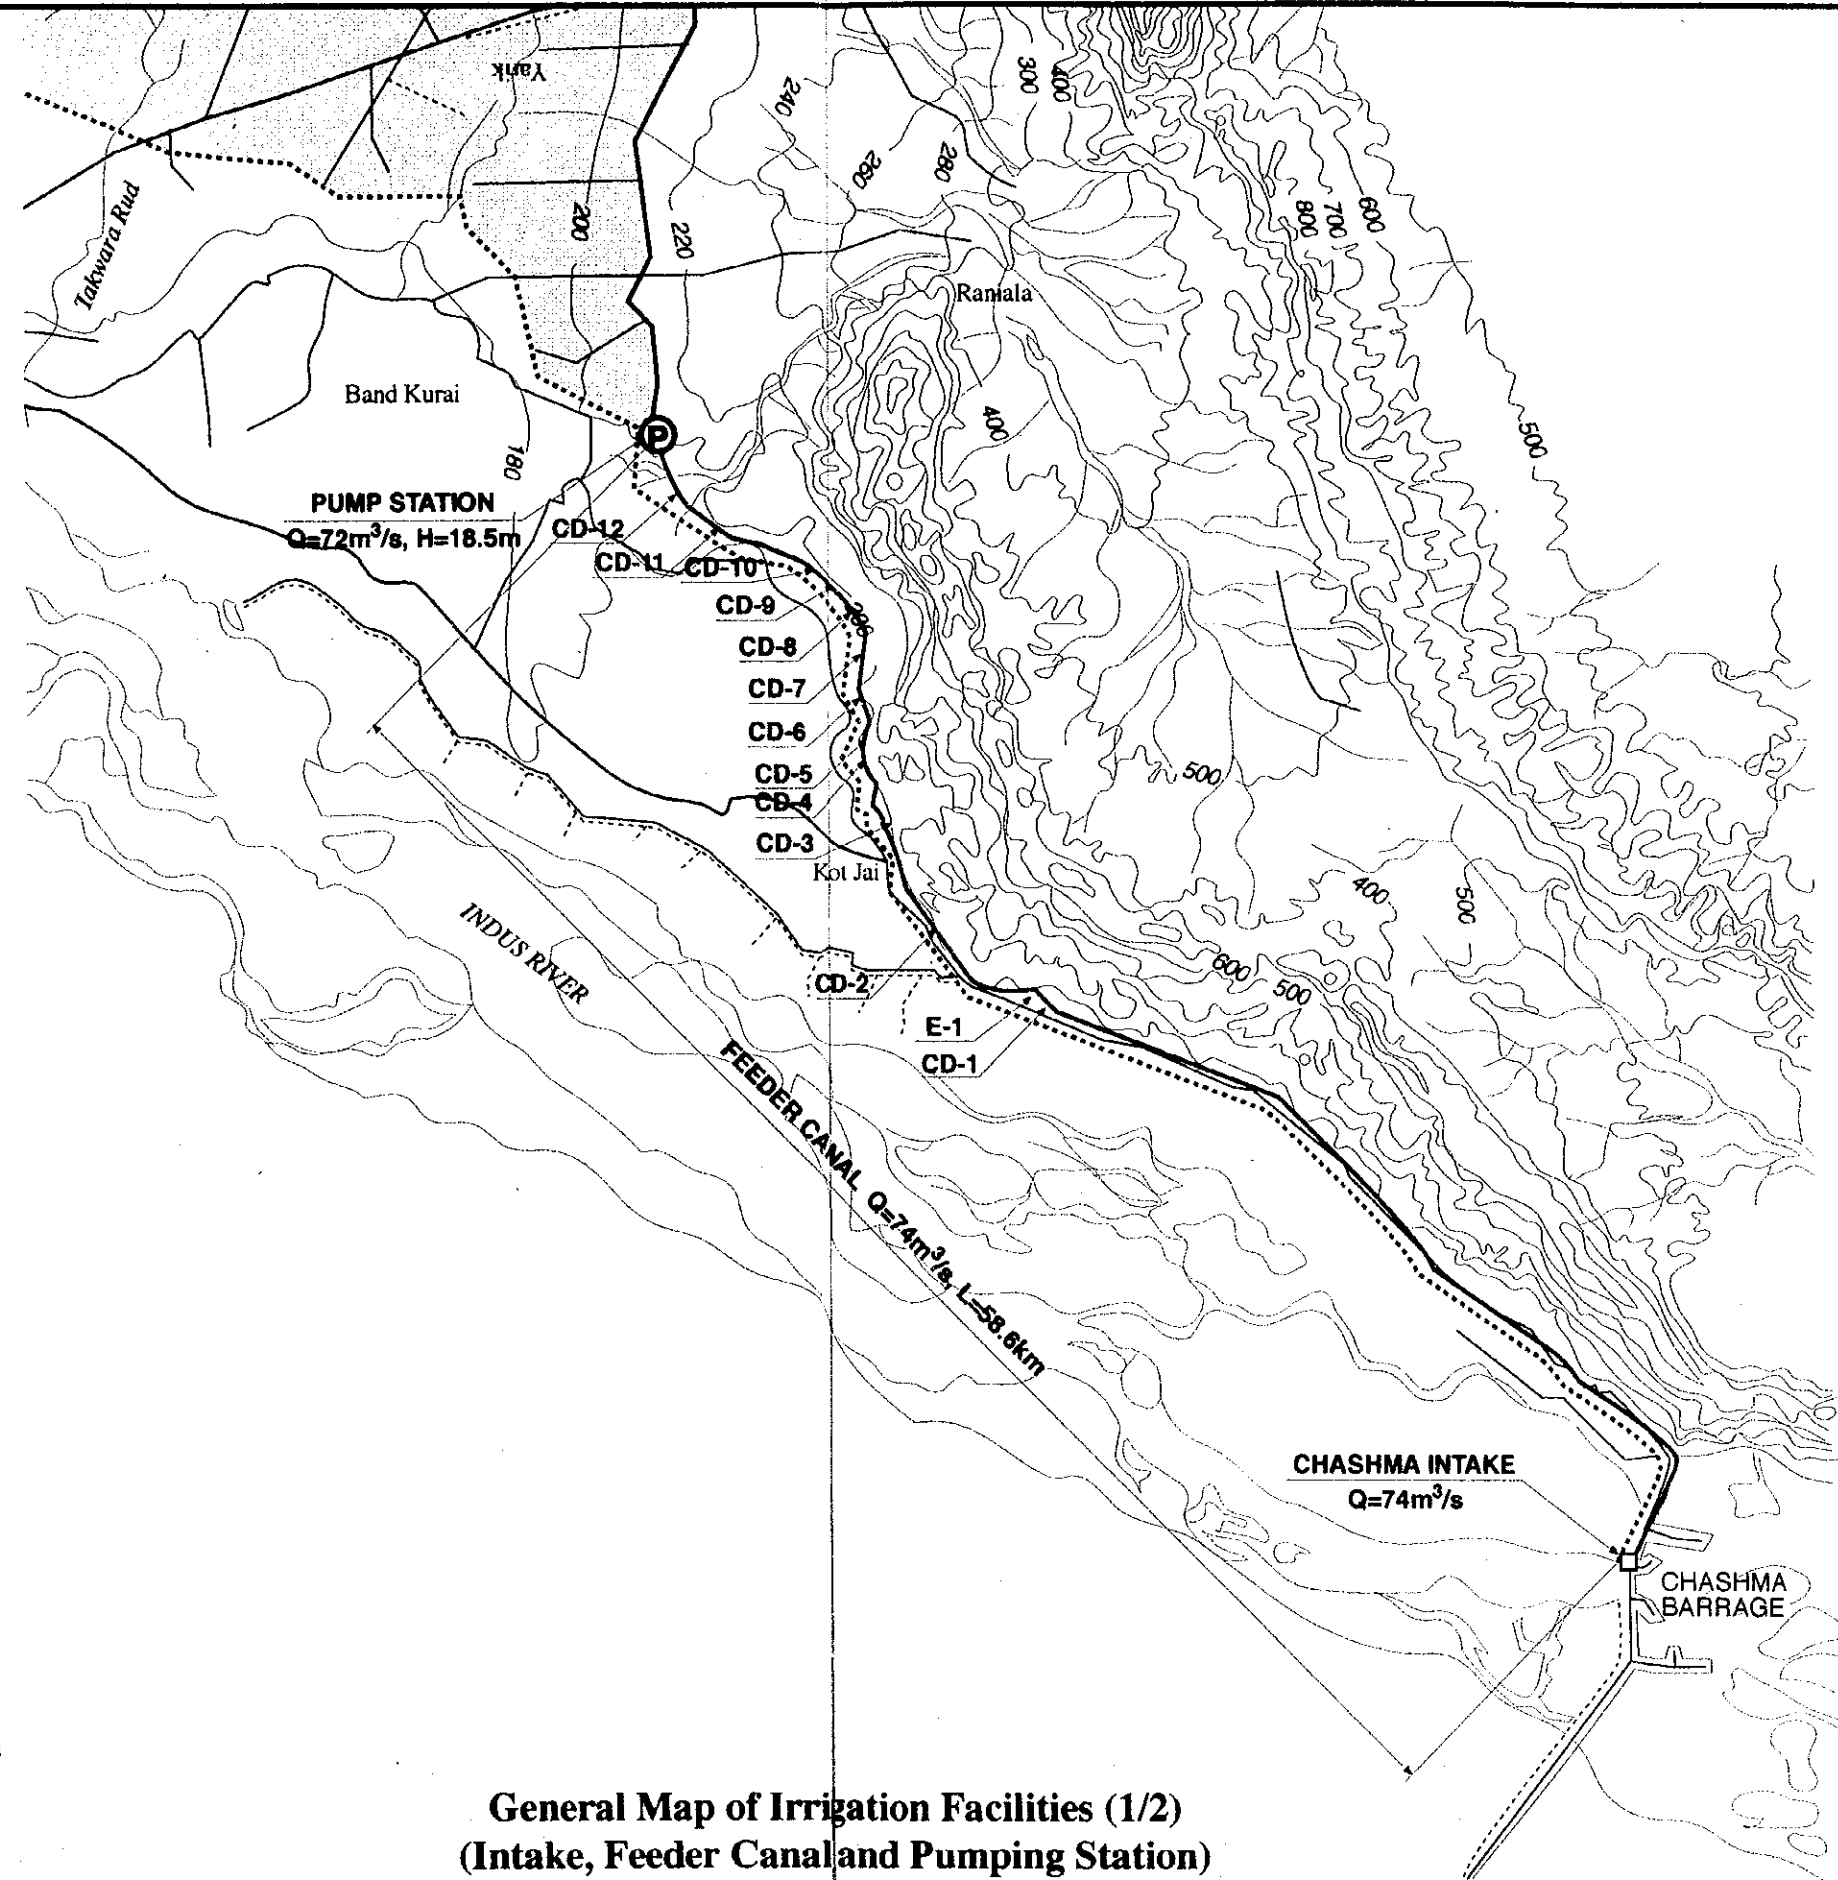 Yarik
240
300
400
260
280
Takwara Rud
200
220
800
700
600
Ramala
Band Kurai
400
500
180
PUMP STATION
Q=72m³/s, H=18.5m
CD-12
CD-11
CD-10
CD-9
200
CD-8
CD-7
CD-6
CD-5
CD-4
CD-3
Kot Jai
500
400
500
INDUS RIVER
CD-2
600
500
E-1
CD-1
FEEDER CANAL Q=74m³/s, L=58.6km
CHASHMA INTAKE
Q=74m³/s
CHASHMA
BARRAGE
General Map of Irrigation Facilities (1/2)
(Intake, Feeder Canal and Pumping Station)